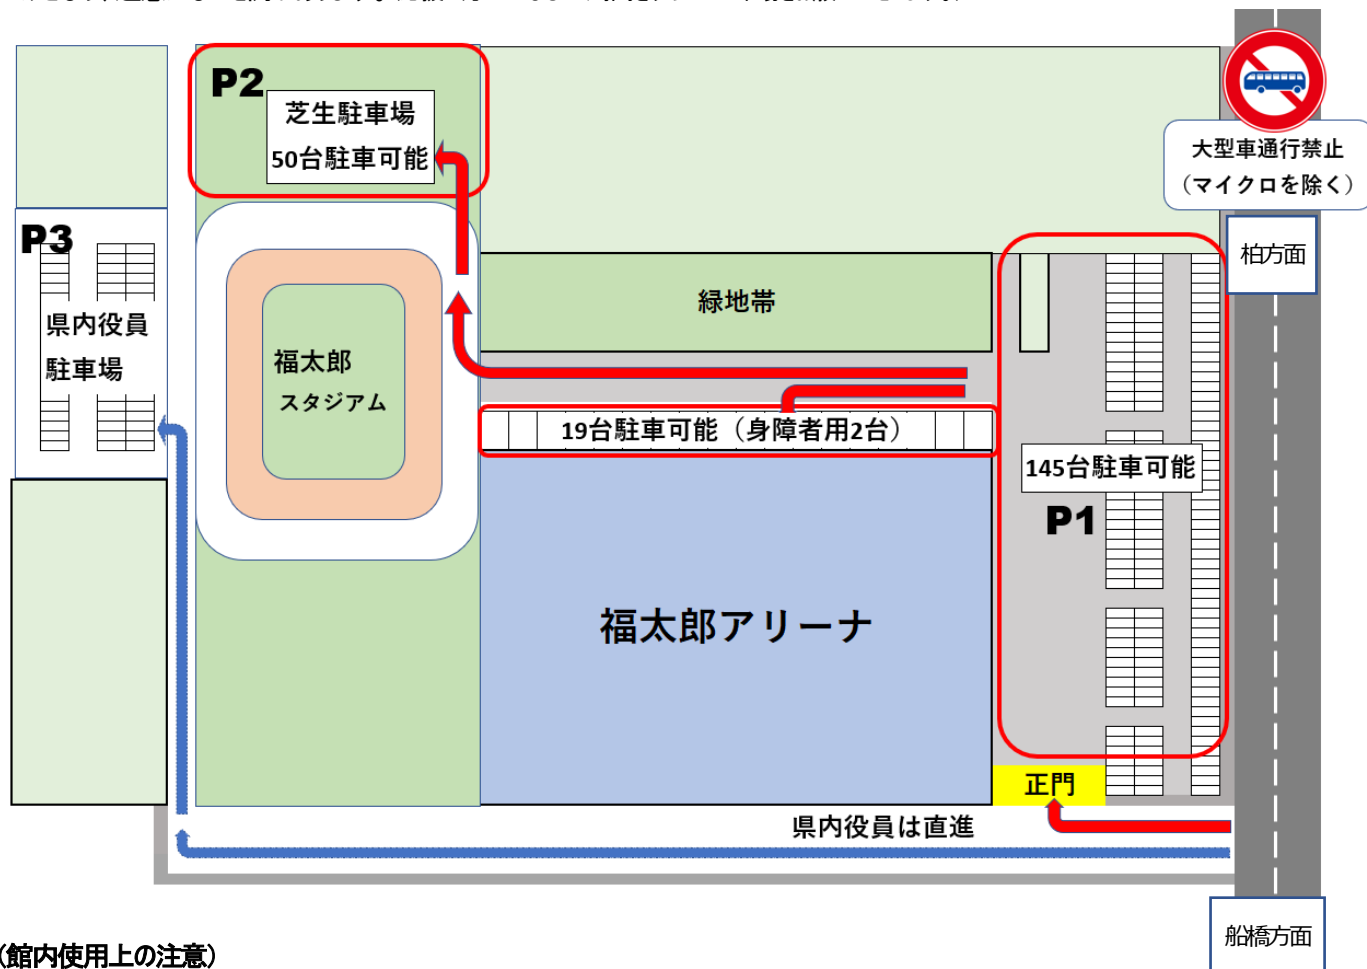 P2
芝生駐車場
50台駐車可能
大型車通行禁止
（マイクロを除く）
P3
柏方面
県内役員
駐車場
緑地帯
福太郎
スタジアム
19台駐車可能（身障者用2台）
145台駐車可能
P1
福太郎アリーナ
正門
県内役員は直進
船橋方面
（館内使用上の注意）